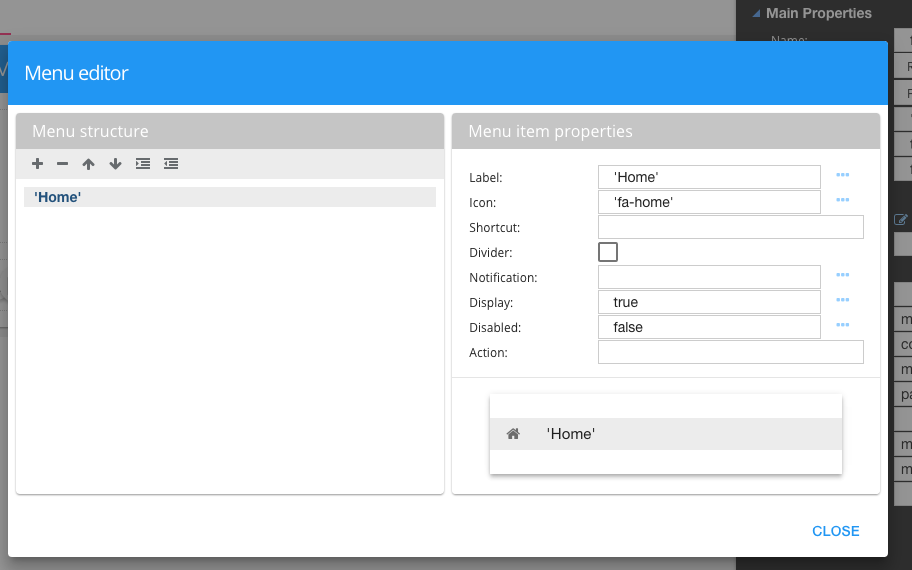 Main Properties
Name:
Menu editor
Menu structure
'Home'
Menu item properties
Label: 'Home'
Icon: 'fa-home'
Shortcut:
Divider:
Notification:
Display: true
Disabled: false
Action:
'Home'
CLOSE